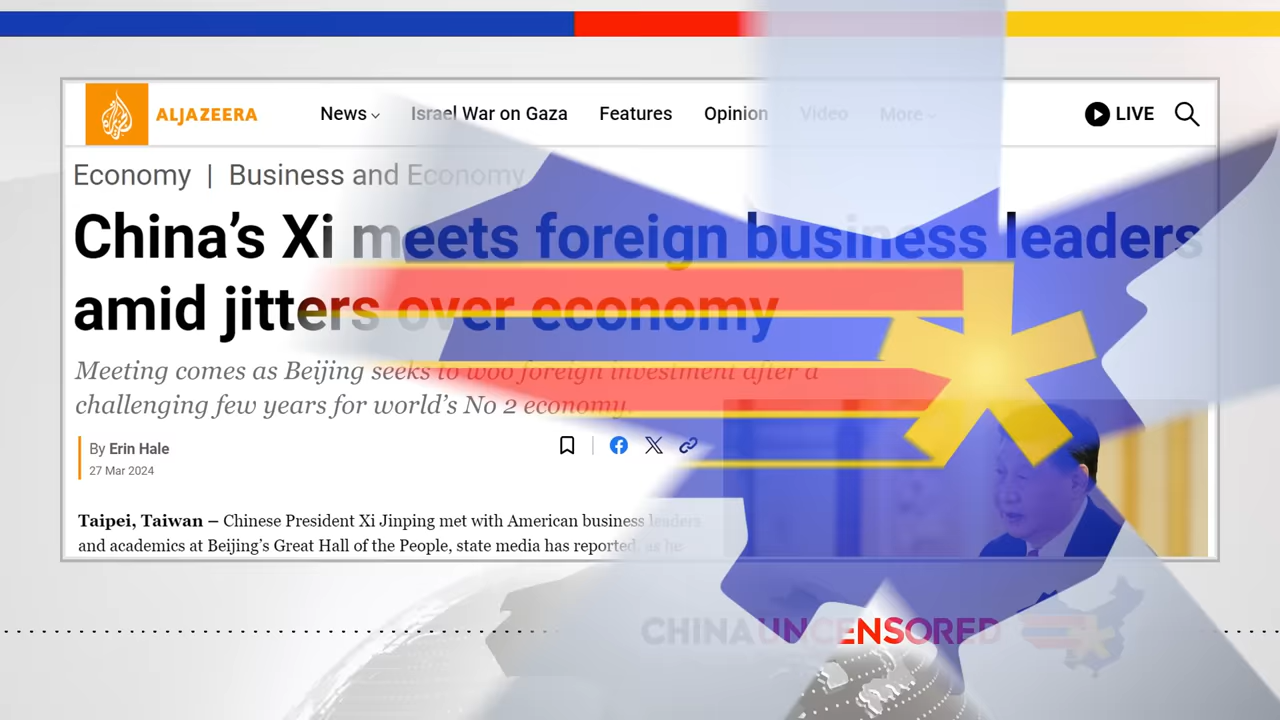 ALJAZEERA
News Israel War on Gaza Features Opinion Video More LIVE
Economy | Business and Economy
China's Xi meets foreign business leaders
amid jitters over economy
Meeting comes as Beijing seeks to woo foreign investment after a
challenging few years for world's No 2 economy.
By Erin Hale
27 Mar 2024
Taipei, Taiwan – Chinese President Xi Jinping met with American business leaders
and academics at Beijing's Great Hall of the People, state media has reported, as he
CHINAUNCENSORED